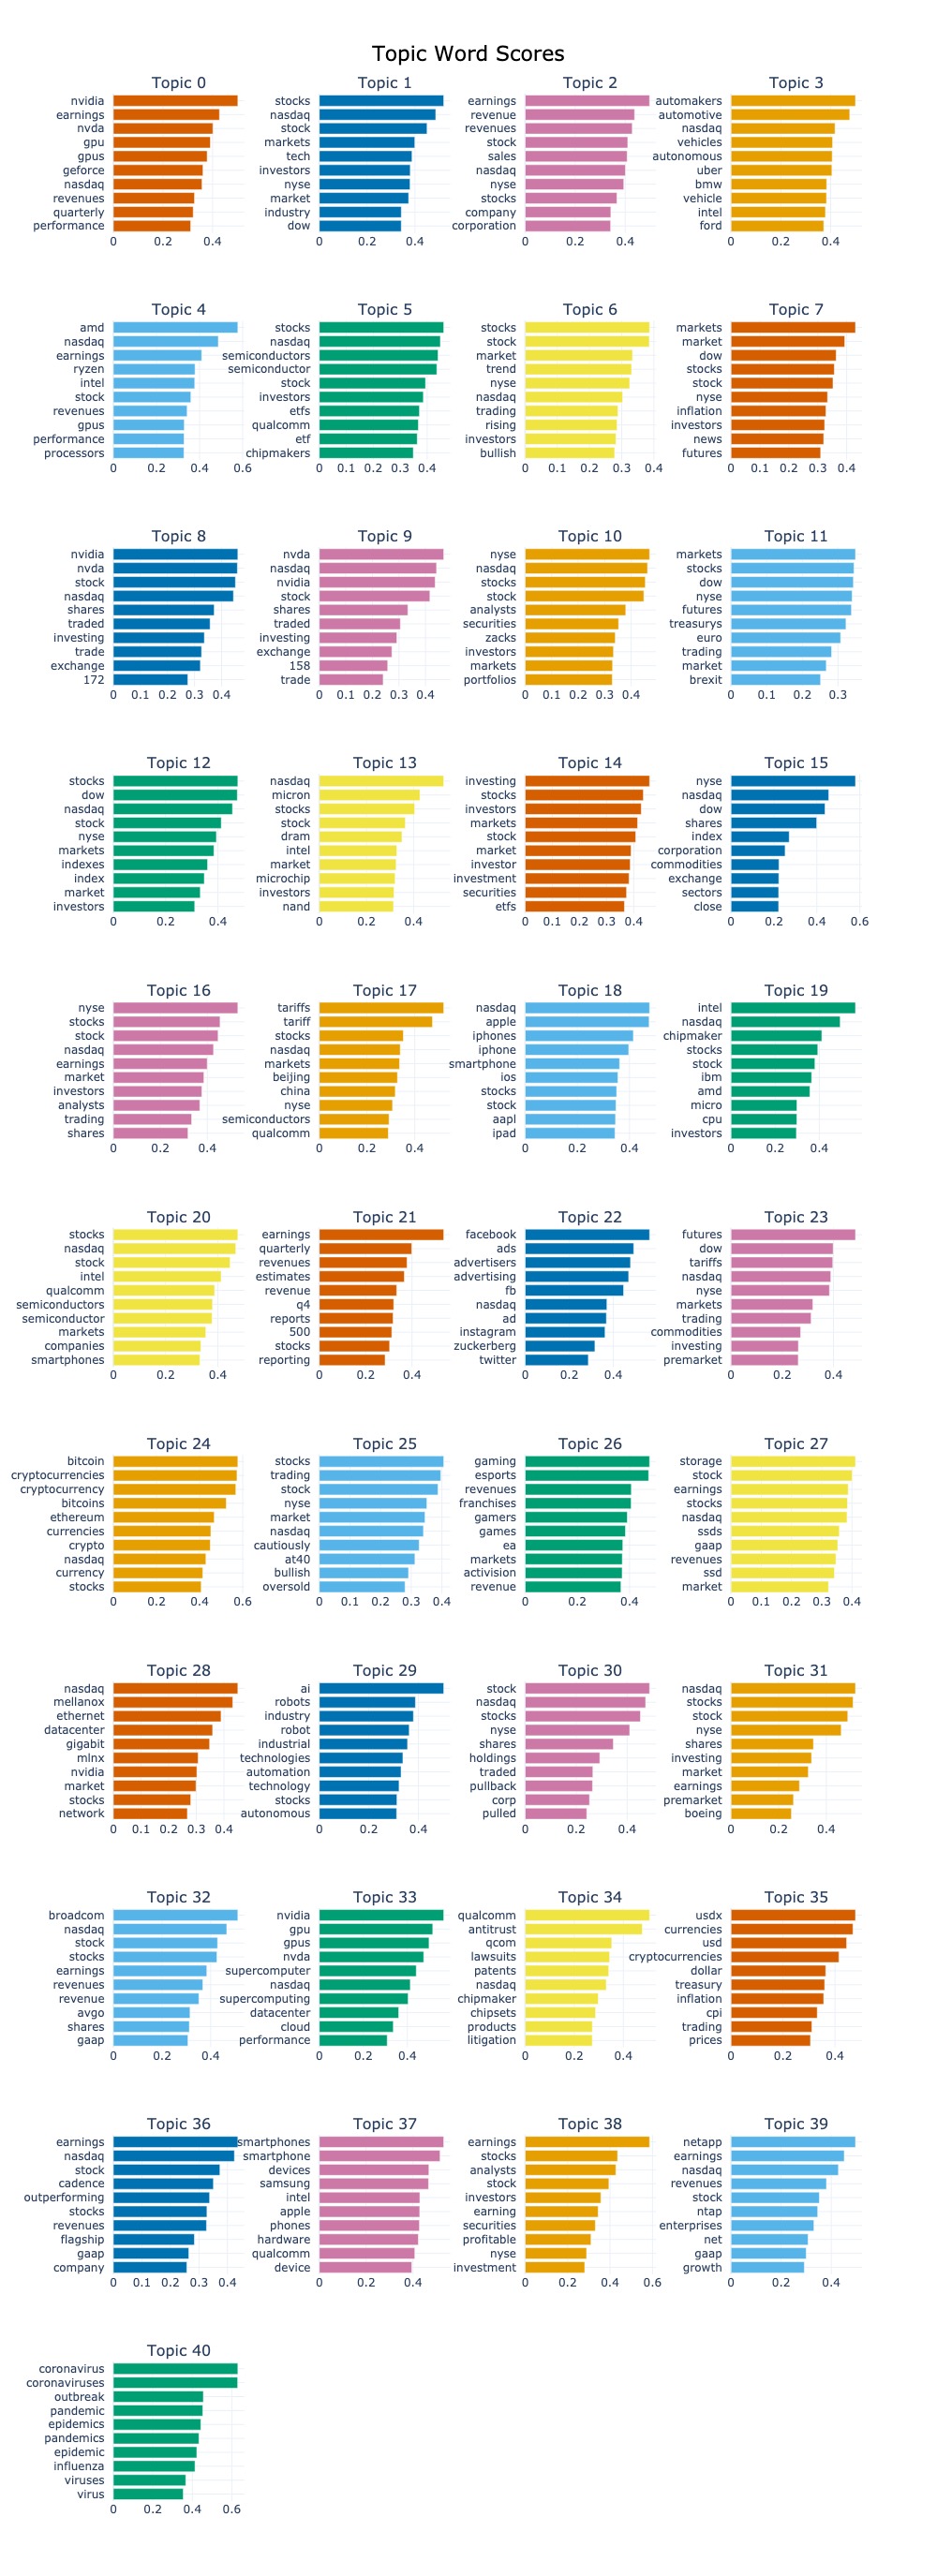 Topic Word Scores
Topic 0
nvidia
earnings
nvda
gpu
gpus
geforce
nasdaq
revenues
quarterly
performance
0 0.2 0.4
Topic 1
stocks
nasdaq
stock
markets
tech
investors
nyse
market
industry
dow
0 0.2 0.4
Topic 2
earnings
revenue
revenues
stock
sales
nasdaq
nyse
stocks
company
corporation
0 0.2 0.4
Topic 3
automakers
automotive
nasdaq
vehicles
autonomous
uber
bmw
vehicle
intel
ford
0 0.2 0.4
Topic 4
amd
nasdaq
earnings
ryzen
intel
stock
revenues
gpus
performance
processors
0 0.2 0.4 0.6
Topic 5
stocks
nasdaq
semiconductors
semiconductor
stock
investors
etfs
qualcomm
etf
chipmakers
0 0.1 0.2 0.3 0.4
Topic 6
stocks
stock
market
trend
nyse
nasdaq
trading
rising
investors
bullish
0 0.1 0.2 0.3 0.4
Topic 7
markets
market
dow
stocks
stock
nyse
inflation
investors
news
futures
0 0.1 0.2 0.3 0.4
Topic 8
nvidia
nvda
stock
nasdaq
shares
traded
investing
trade
exchange
172
0 0.1 0.2 0.3 0.4
Topic 9
nvda
nasdaq
nvidia
stock
shares
traded
investing
exchange
158
trade
0 0.1 0.2 0.3 0.4
Topic 10
nyse
nasdaq
stocks
stock
analysts
securities
zacks
investors
markets
portfolios
0 0.1 0.2 0.3 0.4
Topic 11
markets
stocks
dow
nyse
futures
treasurys
euro
trading
market
brexit
0 0.1 0.2 0.3
Topic 12
stocks
dow
nasdaq
stock
nyse
markets
indexes
index
market
investors
0 0.2 0.4
Topic 13
nasdaq
micron
stocks
stock
dram
intel
market
microchip
investors
nand
0 0.2 0.4
Topic 14
investing
stocks
investors
markets
stock
market
investor
investment
securities
etfs
0 0.1 0.2 0.3 0.4
Topic 15
nyse
nasdaq
dow
shares
index
corporation
commodities
exchange
sectors
close
0 0.2 0.4 0.6
Topic 16
nyse
stocks
stock
nasdaq
earnings
market
investors
analysts
trading
shares
0 0.2 0.4
Topic 17
tariffs
tariff
stocks
nasdaq
markets
beijing
china
nyse
semiconductors
qualcomm
0 0.2 0.4
Topic 18
nasdaq
apple
iphones
iphone
smartphone
ios
stocks
stock
aapl
ipad
0 0.2 0.4
Topic 19
intel
nasdaq
chipmaker
stocks
stock
ibm
amd
micro
cpu
investors
0 0.2 0.4
Topic 20
stocks
nasdaq
stock
intel
qualcomm
semiconductors
semiconductor
markets
companies
smartphones
0 0.2 0.4
Topic 21
earnings
quarterly
revenues
estimates
revenue
q4
reports
500
stocks
reporting
0 0.2 0.4
Topic 22
facebook
ads
advertisers
advertising
fb
nasdaq
ad
instagram
zuckerberg
twitter
0 0.2 0.4
Topic 23
futures
dow
tariffs
nasdaq
nyse
markets
trading
commodities
investing
premarket
0 0.2 0.4
Topic 24
bitcoin
cryptocurrencies
cryptocurrency
bitcoins
ethereum
currencies
crypto
nasdaq
currency
stocks
0 0.2 0.4 0.6
Topic 25
stocks
trading
stock
nyse
market
nasdaq
cautiously
at40
bullish
oversold
0 0.1 0.2 0.3 0.4
Topic 26
gaming
esports
revenues
franchises
gamers
games
ea
markets
activision
revenue
0 0.2 0.4
Topic 27
storage
stock
earnings
stocks
nasdaq
ssds
gaap
revenues
ssd
market
0 0.1 0.2 0.3 0.4
Topic 28
nasdaq
mellanox
ethernet
datacenter
gigabit
mlnx
nvidia
market
stocks
network
0 0.1 0.2 0.3 0.4
Topic 29
ai
robots
industry
robot
industrial
technologies
automation
technology
stocks
autonomous
0 0.2 0.4
Topic 30
stock
nasdaq
stocks
nyse
shares
holdings
traded
pullback
corp
pulled
0 0.2 0.4
Topic 31
nasdaq
stocks
stock
nyse
shares
investing
market
earnings
premarket
boeing
0 0.2 0.4
Topic 32
broadcom
nasdaq
stock
stocks
earnings
revenues
revenue
avgo
shares
gaap
0 0.2 0.4
Topic 33
nvidia
gpu
gpus
nvda
supercomputer
nasdaq
supercomputing
datacenter
cloud
performance
0 0.2 0.4
Topic 34
qualcomm
antitrust
qcom
lawsuits
patents
nasdaq
chipmaker
chipsets
products
litigation
0 0.2 0.4
Topic 35
usdx
currencies
usd
cryptocurrencies
dollar
treasury
inflation
cpi
trading
prices
0 0.2 0.4
Topic 36
earnings
nasdaq
stock
cadence
outperforming
stocks
revenues
flagship
gaap
company
0 0.1 0.2 0.3 0.4
Topic 37
smartphones
smartphone
devices
samsung
intel
apple
phones
hardware
qualcomm
device
0 0.2 0.4
Topic 38
earnings
stocks
analysts
stock
investors
earning
securities
profitable
nyse
investment
0 0.2 0.4 0.6
Topic 39
netapp
earnings
nasdaq
revenues
stock
ntap
enterprises
net
gaap
growth
0 0.2 0.4
Topic 40
coronavirus
coronaviruses
outbreak
pandemic
epidemics
pandemics
epidemic
influenza
viruses
virus
0 0.2 0.4 0.6